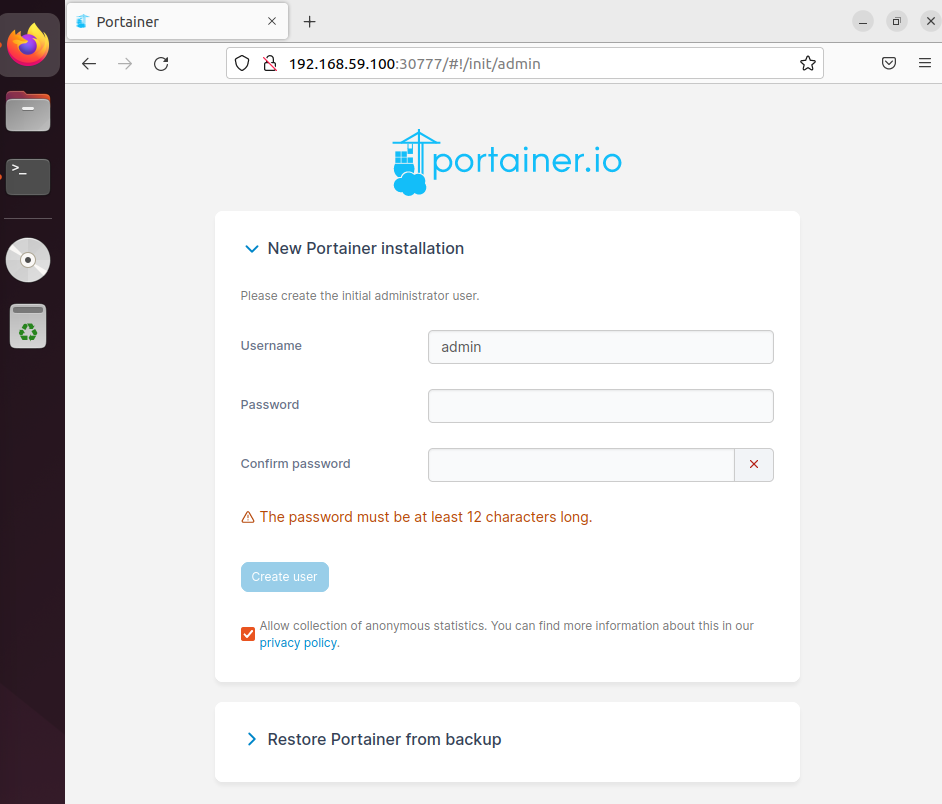 Portainer
192.168.59.100:30777/#!/init/admin
>_
portainer.io
New Portainer installation
Please create the initial administrator user.
Username
admin
Password
Confirm password
The password must be at least 12 characters long.
Create user
Allow collection of anonymous statistics. You can find more information about this in our
privacy policy.
Restore Portainer from backup